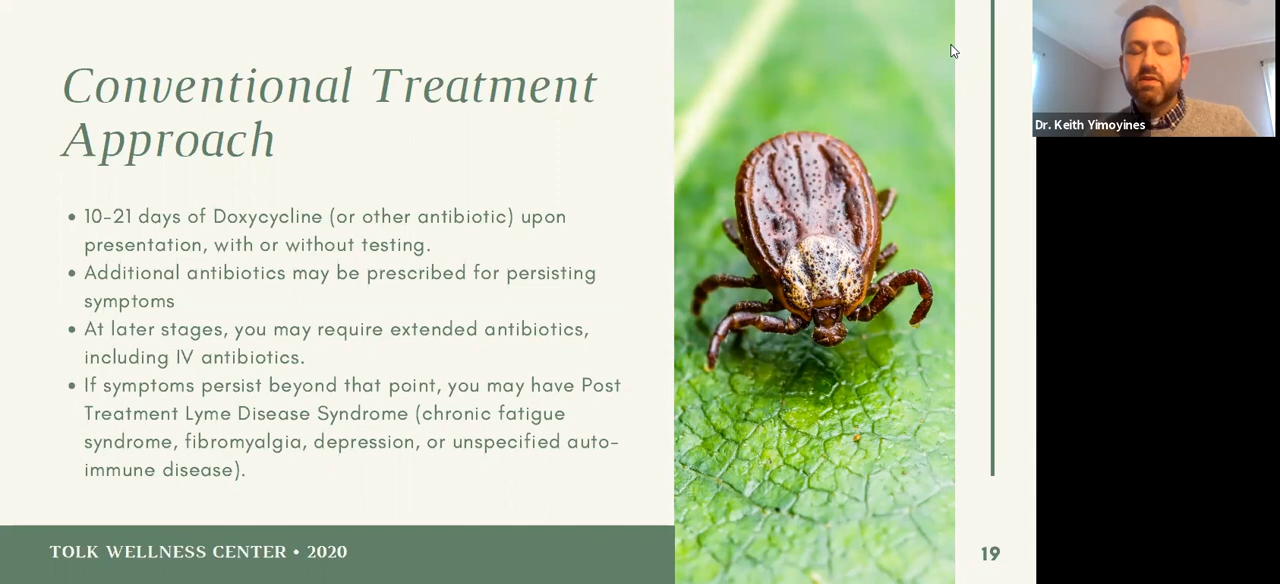 Conventional Treatment
Approach
• 10-21 days of Doxycycline (or other antibiotic) upon
presentation, with or without testing.
• Additional antibiotics may be prescribed for persisting
symptoms
• At later stages, you may require extended antibiotics,
including IV antibiotics.
• If symptoms persist beyond that point, you may have Post
Treatment Lyme Disease Syndrome (chronic fatigue
syndrome, fibromyalgia, depression, or unspecified auto-
immune disease).
TOLK WELLNESS CENTER • 2020
19
Dr. Keith Yimoyines